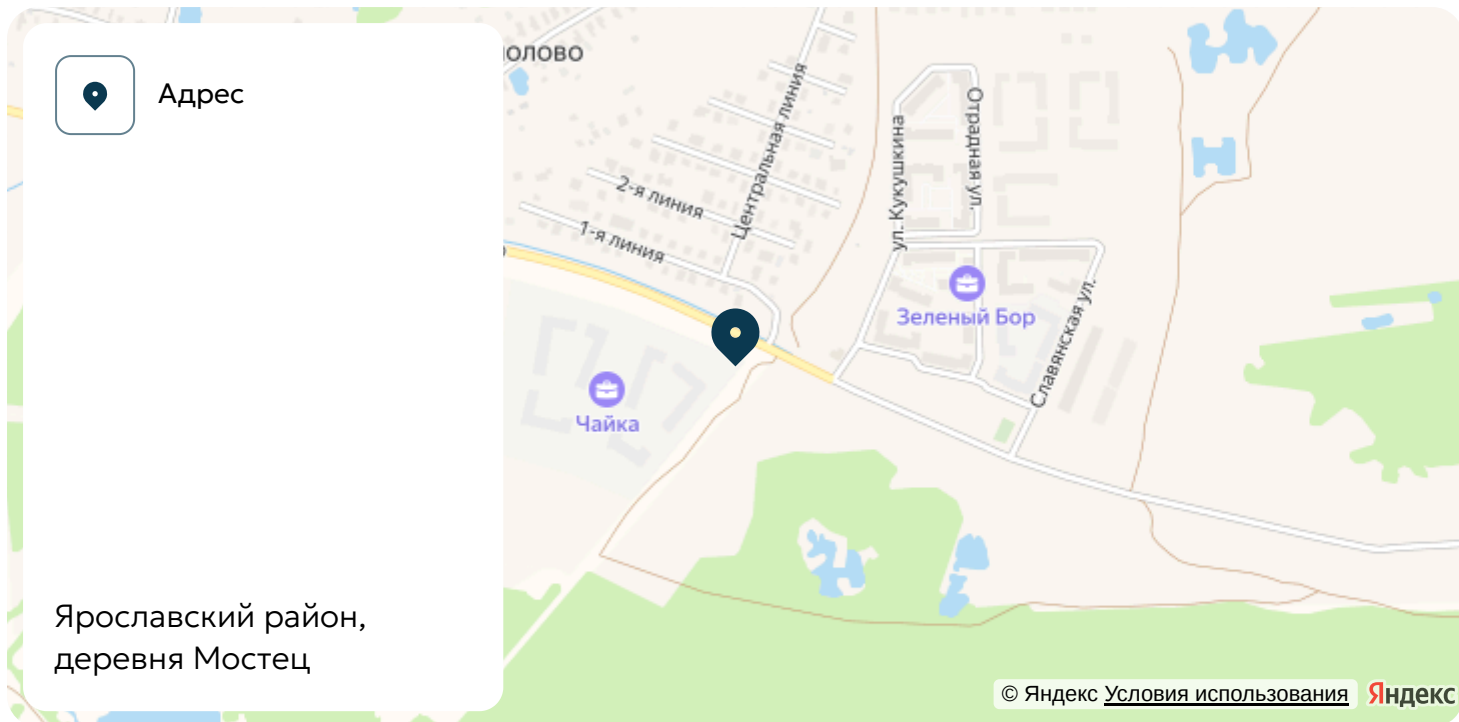 Адрес
Ярославский район,
деревня Мостец
Центральная линия
2-я линия
1-я линия
ул. Кукушкина
Отрадная ул.
Зеленый Бор
Славянская ул.
Чайка
© Яндекс Условия использования Яндекс